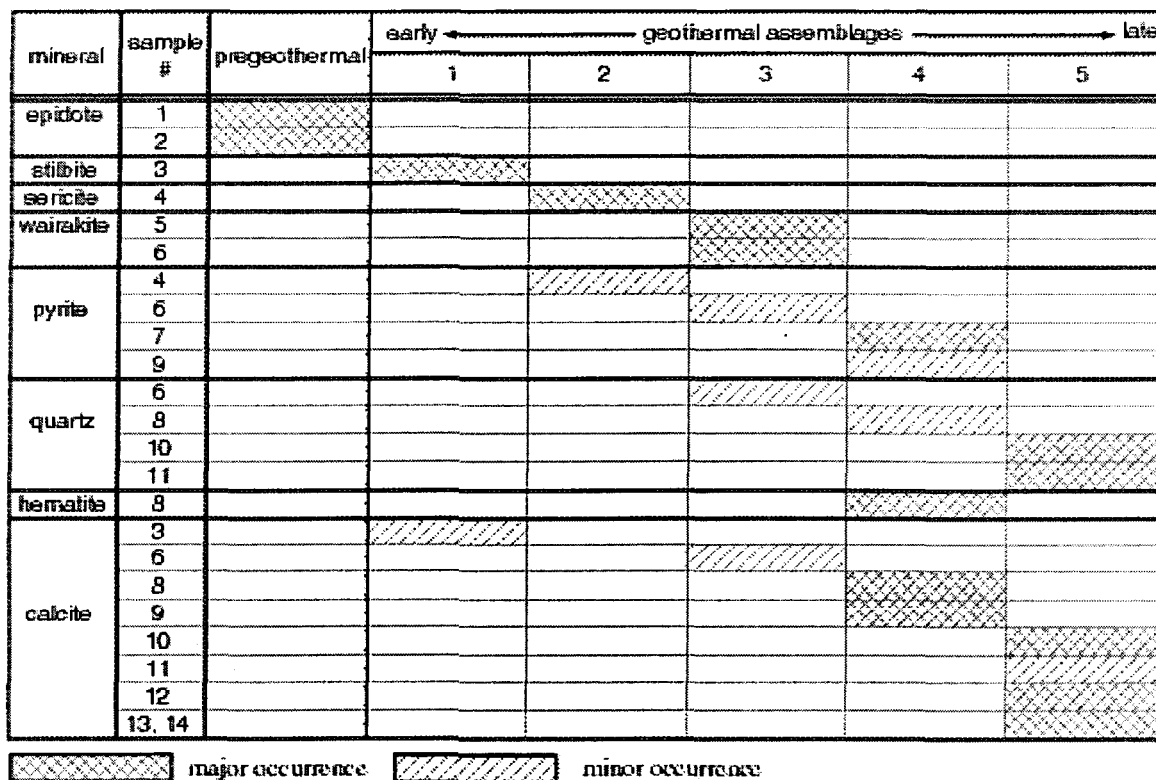 mineral sample # pregeothermal early geothermal assemblages late
1 2 3 4 5
epidote 1
2
stilbite 3
sericite 4
wairakite 5
6
pyrite 4
6
7
9
quartz 6
8
10
11
hematite 8
calcite 3
6
8
9
10
11
12
13, 14
major occurrence minor occurrence